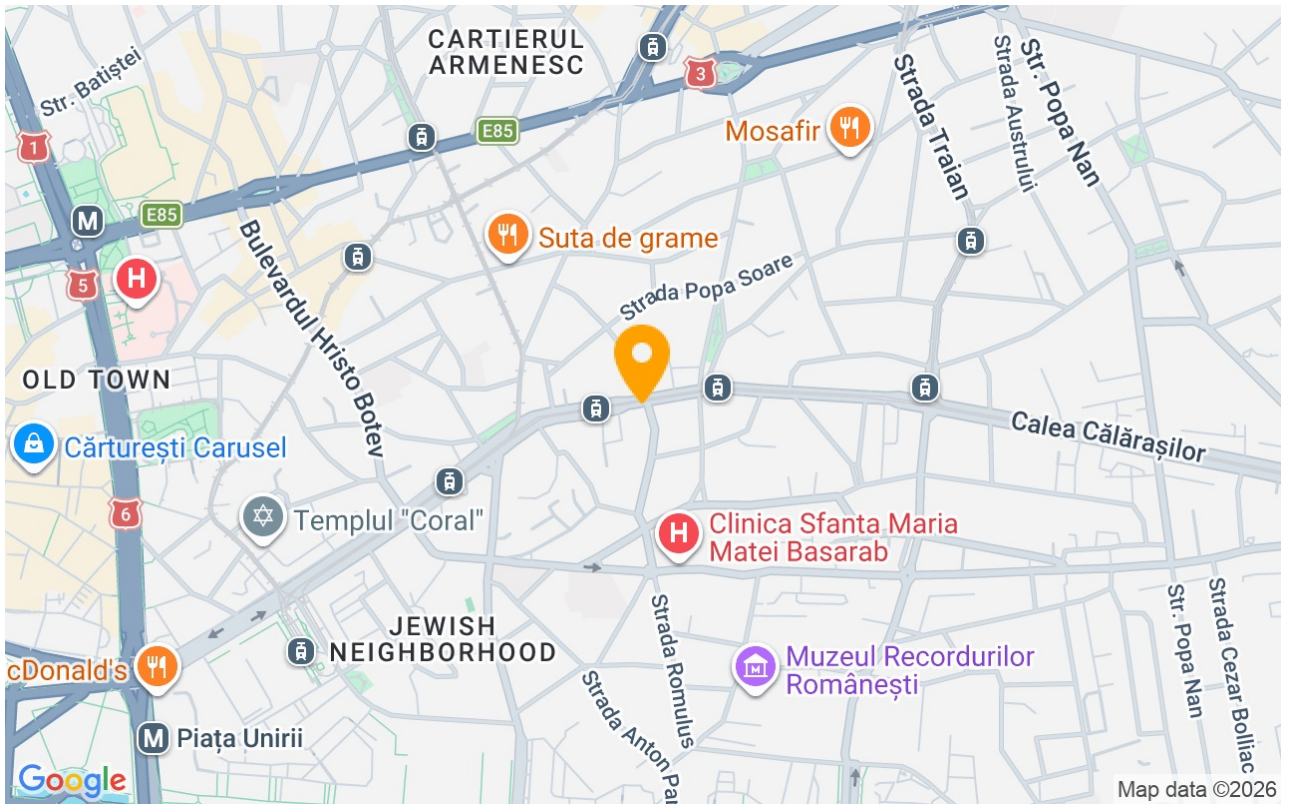 CARTIERUL
ARMENESC
Str. Batiștei
3
E85
Mosafir
Strada Traian
Strada Austrului
Str. Popa Nan
1
M
E85
Suta de grame
Strada Popa Soare
H
5
Bulevardul Hristo Botev
OLD TOWN
Cărturești Carusel
Calea Călărașilor
6
Templul "Coral"
H
Clinica Sfanta Maria
Matei Basarab
JEWISH
NEIGHBORHOOD
cDonald's
Strada Romulus
Muzeul Recordurilor
Românești
Str. Popa Nan
Strada Cezar Bolliac
Strada Anton Pan
M
Piața Unirii
Google
Map data ©2026